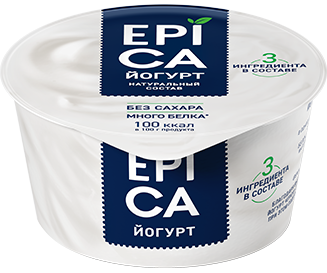 EPI
CA
ЙОГУРТ
НАТУРАЛЬНЫЙ
СОСТАВ
БЕЗ САХАРА
МНОГО БЕЛКА*
100 ккал
в 100 г продукта
3
ИНГРЕДИЕНТА
В СОСТАВЕ
EPI
CA
ЙОГУРТ
3
ИНГРЕДИЕНТА
В СОСТАВЕ